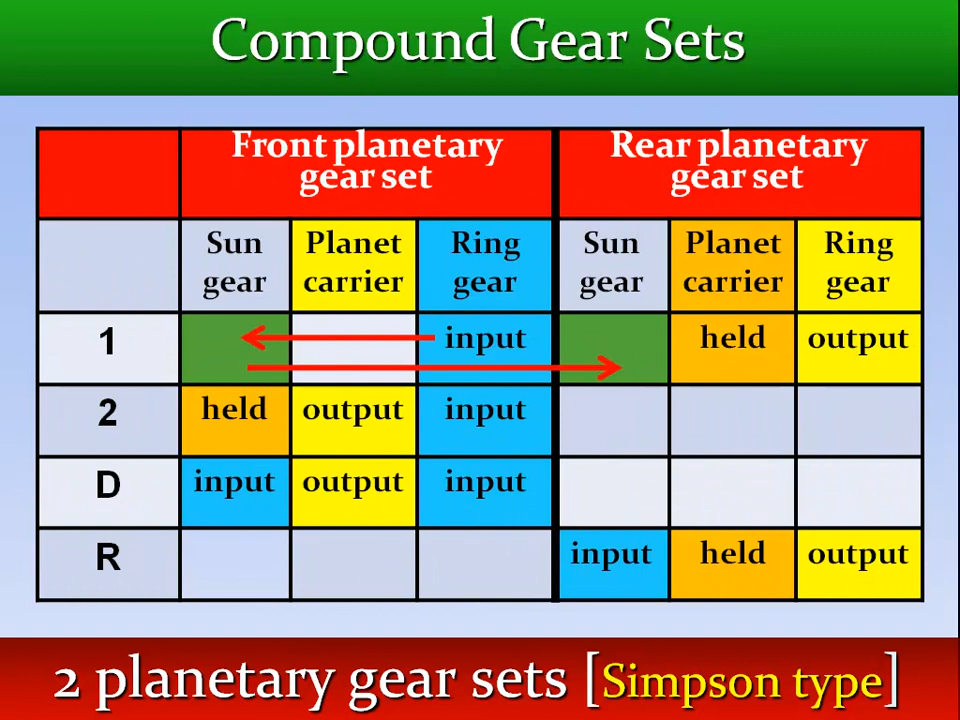 Compound Gear Sets
Front planetary gear set
Rear planetary gear set
Sun gear
Planet carrier
Ring gear
Sun gear
Planet carrier
Ring gear
1 input held output
2 held output input
D input output input
R input held output
2 planetary gear sets [Simpson type]